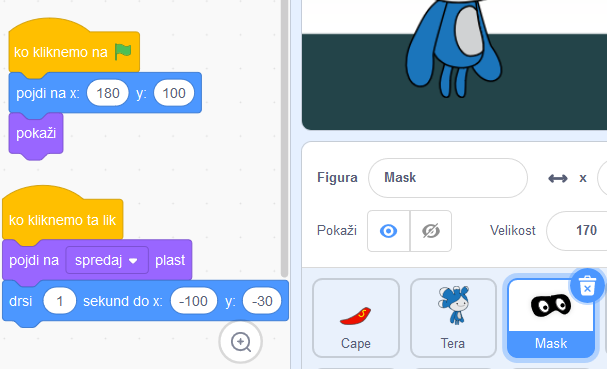 ko kliknemo na
pojdi na x: 180 y: 100
pokaži
ko kliknemo ta lik
pojdi na spredaj plast
drsi 1 sekund do x: -100 y: -30
Figura Mask x
Pokaži Velikost 170
Cape Tera Mask